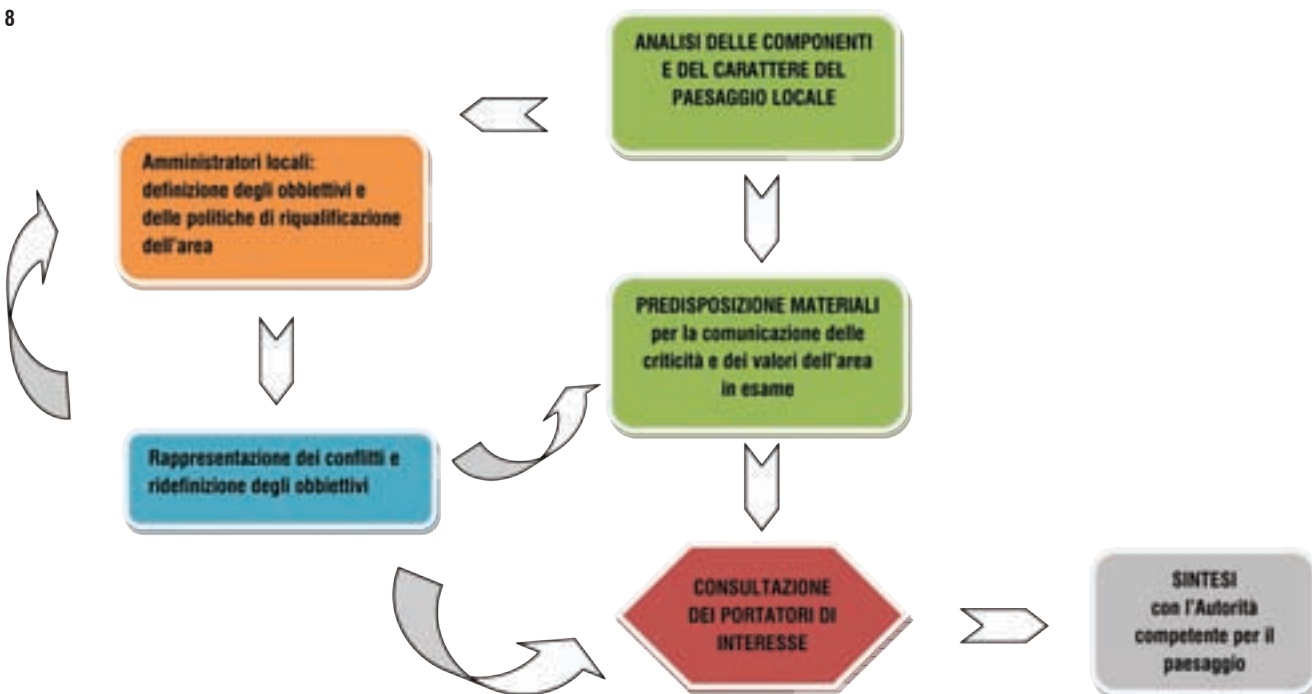 8
ANALISI DELLE COMPONENTI
E DEL CARATTERE DEL
PAESAGGIO LOCALE
Amministratori locali:
definizione degli obbiettivi e
delle politiche di riqualificazione
dell'area
PREDISPOSIZIONE MATERIALI
per la comunicazione delle
criticità e dei valori dell'area
in esame
Rappresentazione dei conflitti e
ridefinizione degli obbiettivi
CONSULTAZIONE
DEI PORTATORI DI
INTERESSE
SINTESI
con l'Autorità
competente per il
paesaggio